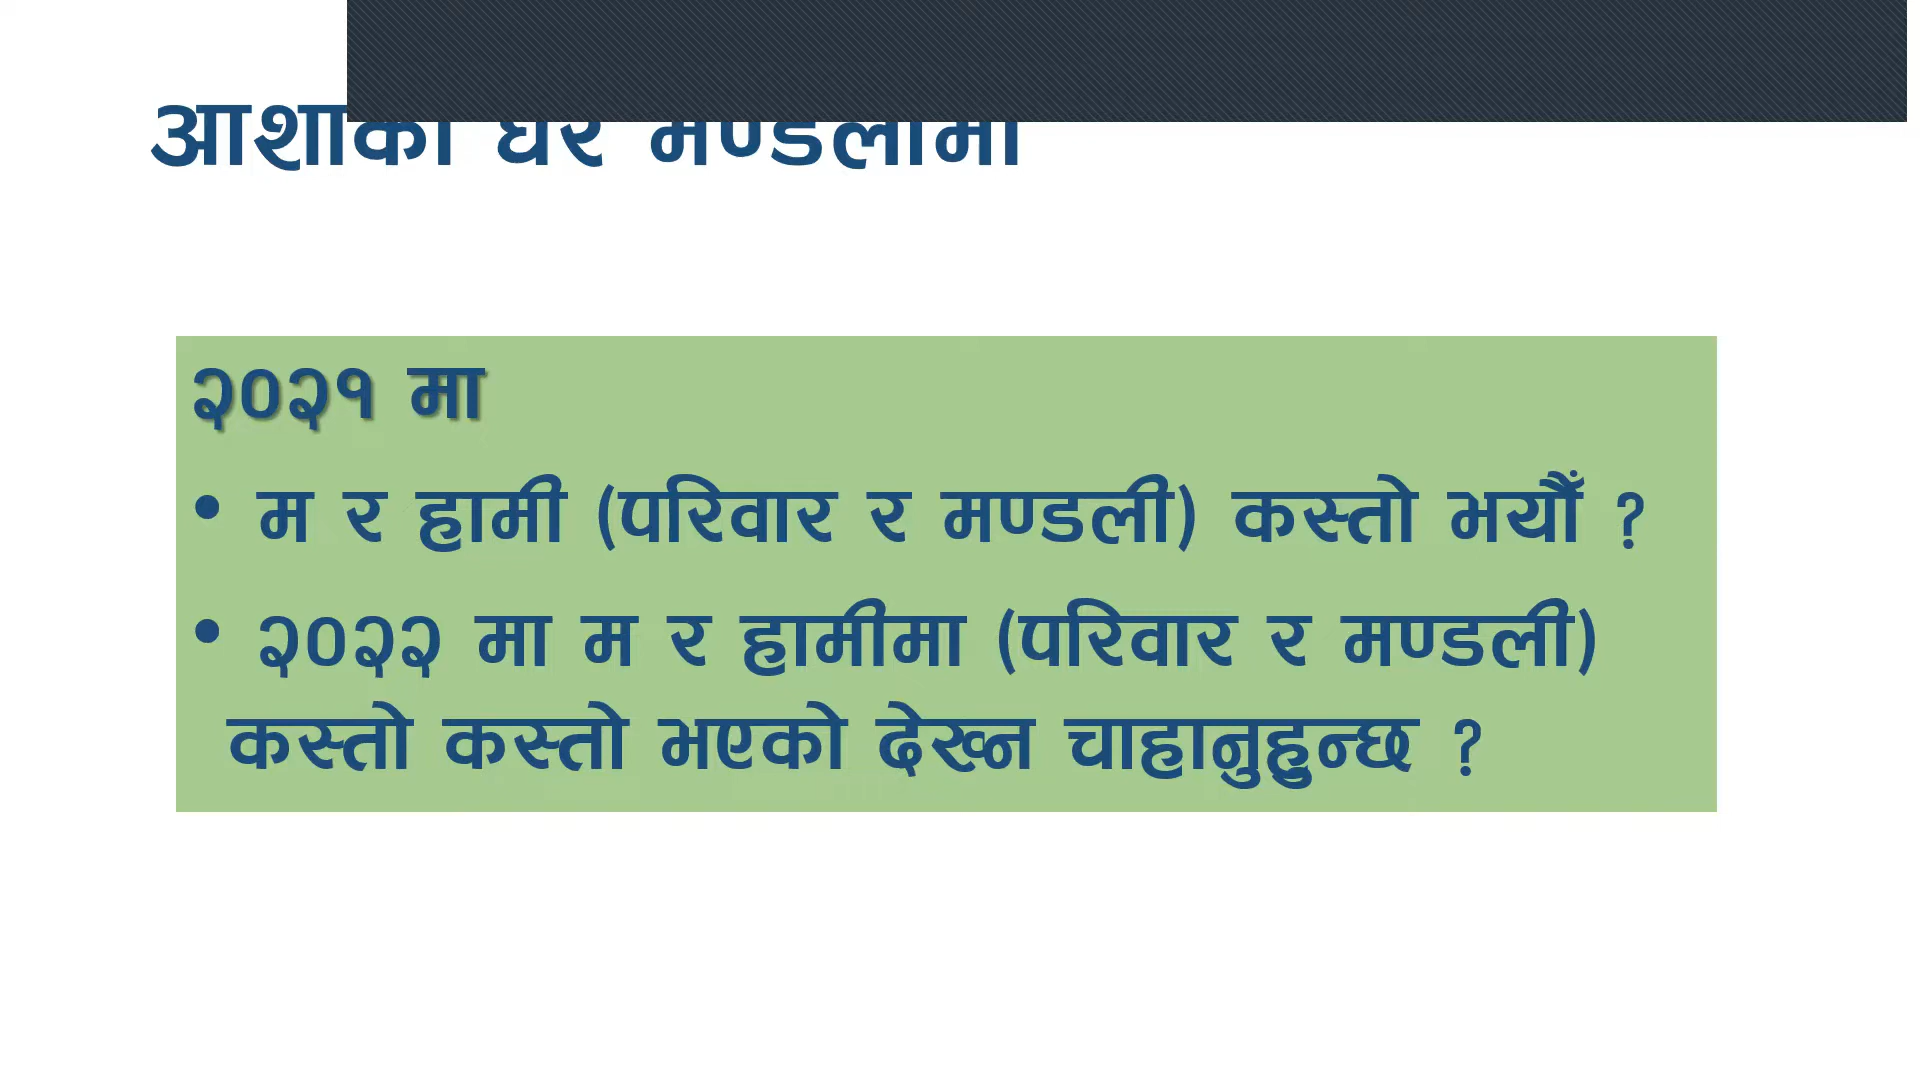 आशाको घर मण्डलीमा
२०२१ मा
• म र हामी (परिवार र मण्डली) कस्तो भयौँ ?
• २०२२ मा म र हामीमा (परिवार र मण्डली)
कस्तो कस्तो भएको देख्न चाहानुहुन्छ ?